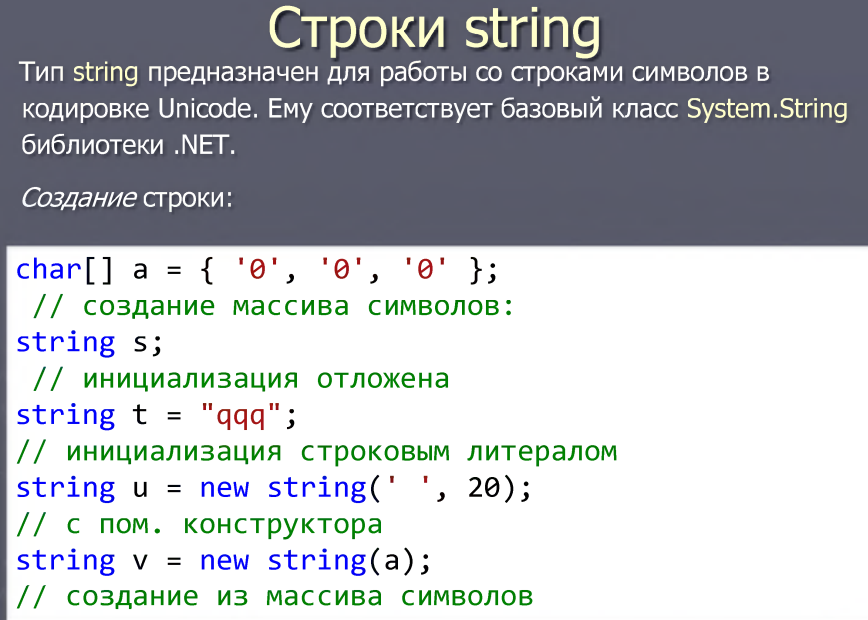 Строки string
Тип string предназначен для работы со строками символов в
кодировке Unicode. Ему соответствует базовый класс System.String
библиотеки .NET.
Создание строки:
char[] a = { '0', '0', '0' };
// создание массива символов:
string s;
// инициализация отложена
string t = "qqq";
// инициализация строковым литералом
string u = new string(' ', 20);
// с пом. конструктора
string v = new string(a);
// создание из массива символов